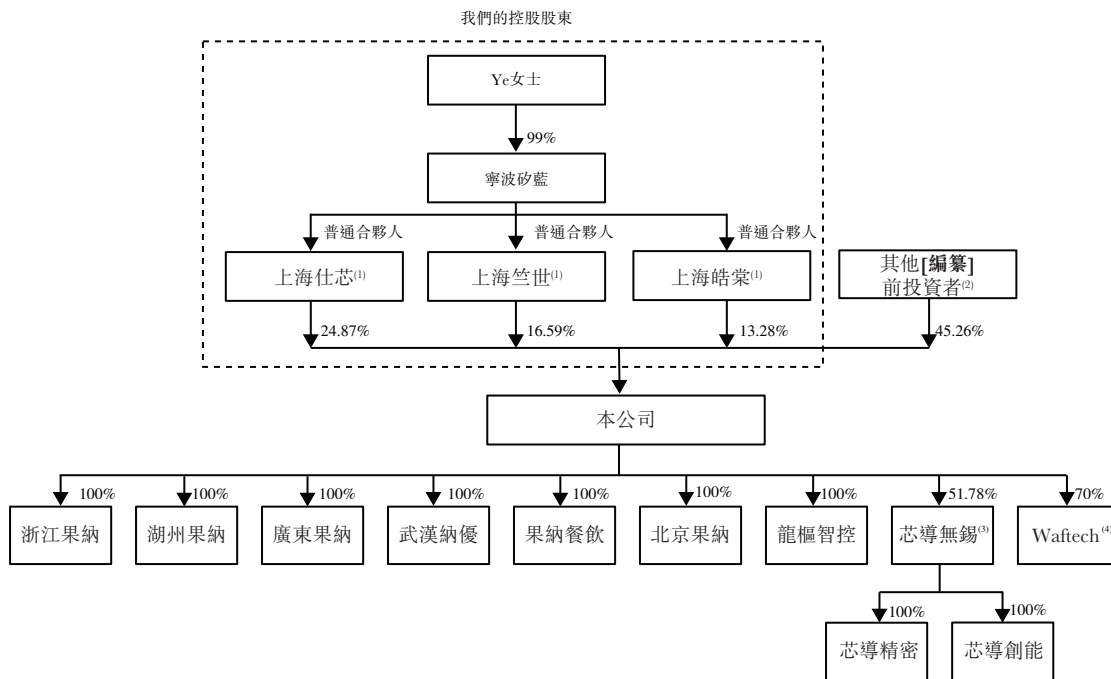 我們的控股股東
Ye女士
99%
寧波矽藍
普通合夥人
普通合夥人
普通合夥人
上海仕芯(1)
上海竺世(1)
上海皓棠(1)
其他[編纂]
前投資者(2)
24.87%
16.59%
13.28%
45.26%
本公司
100%
100%
100%
100%
100%
100%
100%
51.78%
70%
浙江果納
湖州果納
廣東果納
武漢納優
果納餐飲
北京果納
龍樞智控
芯導無錫(3)
Waftech(4)
100%
100%
芯導精密
芯導創能